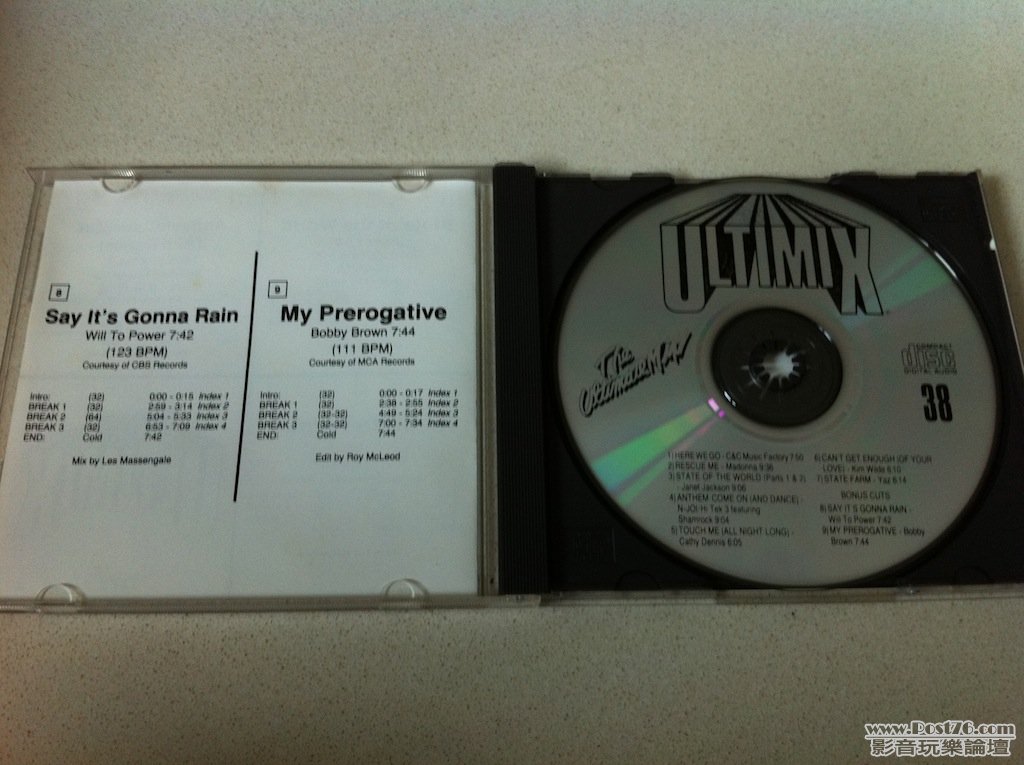 8
Say It's Gonna Rain
Will To Power 7:42
(123 BPM)
Courtesy of CBS Records
Intro: (32) 0:00 - 0:15 Index 1
BREAK 1 (32) 2:59 - 3:14 Index 2
BREAK 2 (64) 5:04 - 5:33 Index 3
BREAK 3 (32) 6:53 - 7:09 Index 4
END: Cold 7:42
Mix by Les Massengale
9
My Prerogative
Bobby Brown 7:44
(111 BPM)
Courtesy of MCA Records
Intro: (32) 0:00 - 0:17 Index 1
BREAK 1 (32) 2:38 - 2:55 Index 2
BREAK 2 (32-32) 4:49 - 5:24 Index 3
BREAK 3 (32-32) 7:00 - 7:34 Index 4
END: Cold 7:44
Edit by Roy McLeod
ULTIMIX
The
Ultimate Mix
COMPACT
disc
DIGITAL AUDIO
38
1) HERE WE GO - C&C Music Factory 7:50
2) RESCUE ME - Madonna 9:36
3) STATE OF THE WORLD (Parts 1 & 2)
- Janet Jackson 9:06
4) ANTHEM COME ON (AND DANCE) -
N-JOI-Hi Tek 3 featuring
Shamrock 9:04
5) TOUCH ME (ALL NIGHT LONG) -
Cathy Dennis 6:05
6) CAN'T GET ENOUGH (OF YOUR
LOVE) - Kim Wilde 6:10
7) STATE FARM - Yaz 6:14
BONUS CUTS
8) SAY IT'S GONNA RAIN -
Will To Power 7:42
9) MY PREROGATIVE - Bobby
Brown 7:44
www.Post76.com
影音玩樂論壇